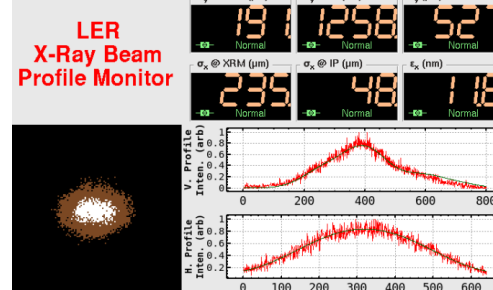 LER
X-Ray Beam
Profile Monitor
191.
1258.
Normal
Normal
Normal
σx @ XRM (μm)
σx @ IP (μm)
εx (nm)
235.
48.
11.8
Normal
Normal
Normal
V. Profile
Inten. (arb)
1
0.8
0.6
0.4
0.2
0
0
200
400
600
800
H. Profile
Inten. (arb)
1
0.8
0.6
0.4
0.2
0
100
200
300
400
500
600